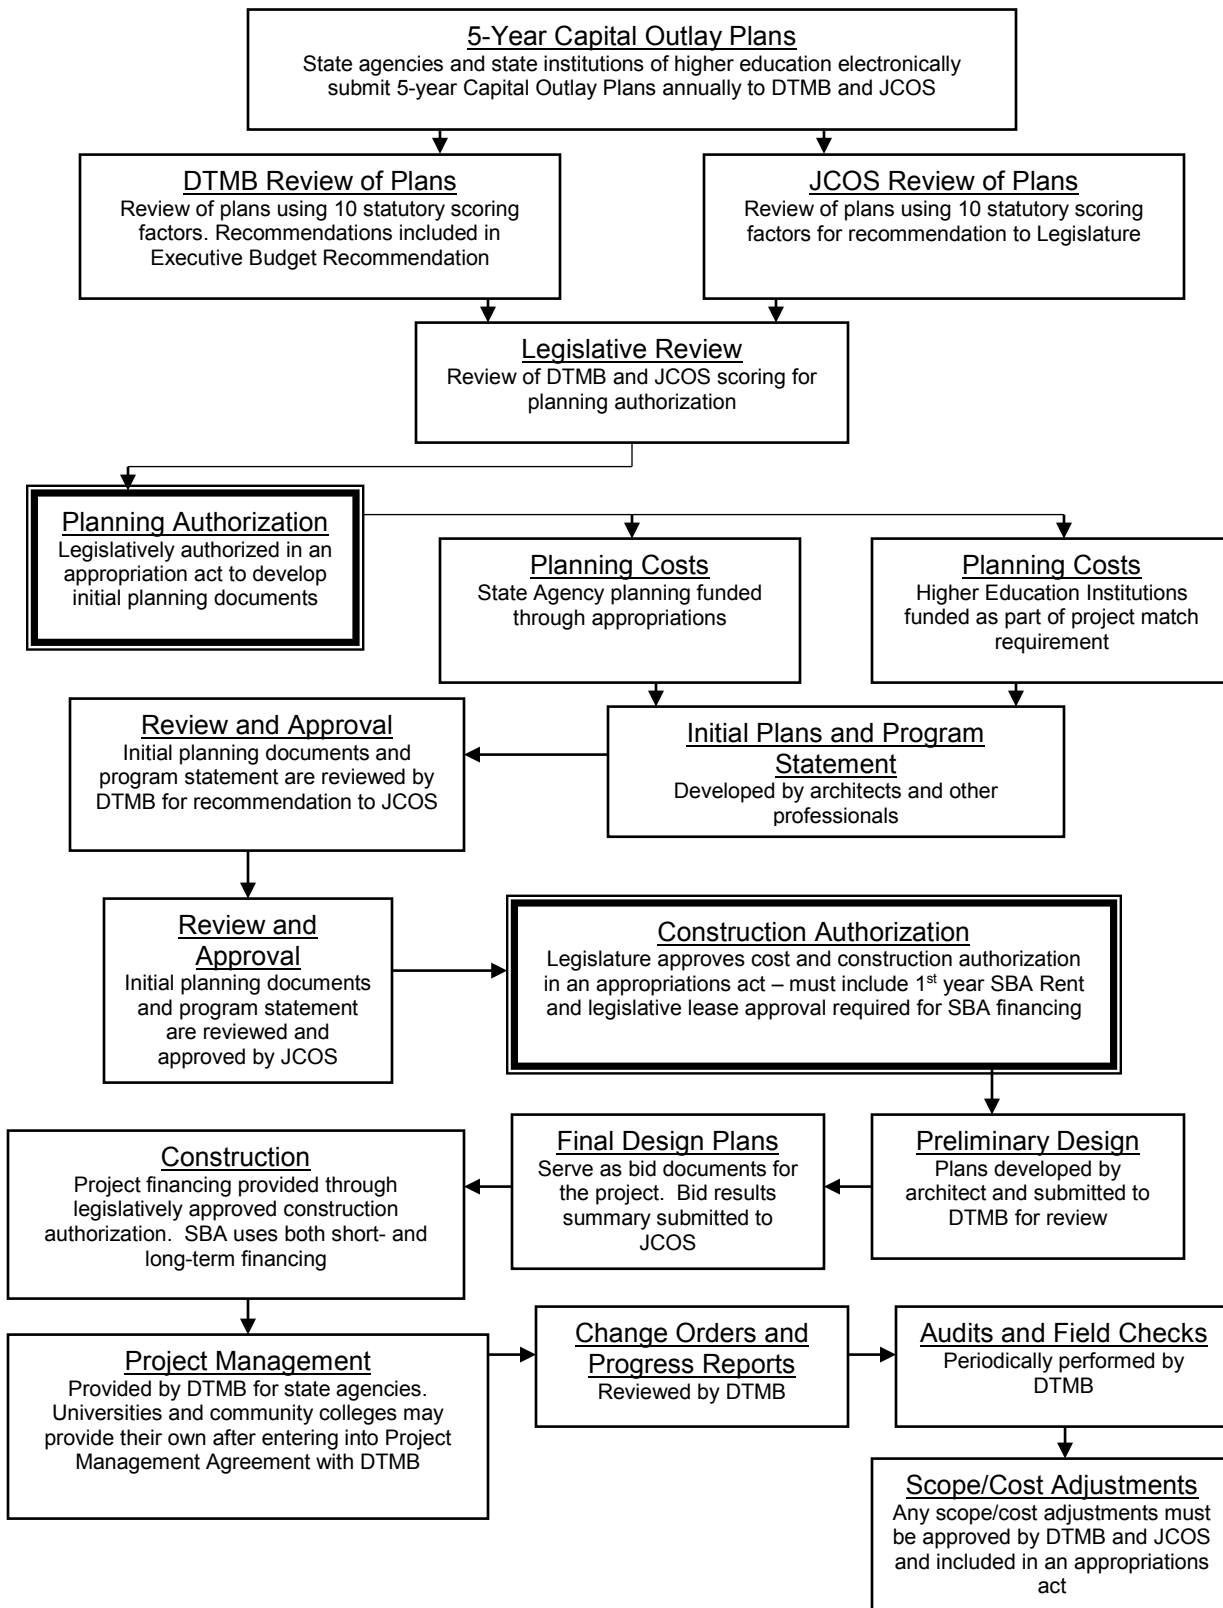 5-Year Capital Outlay Plans
State agencies and state institutions of higher education electronically
submit 5-year Capital Outlay Plans annually to DTMB and JCOS
DTMB Review of Plans
Review of plans using 10 statutory scoring
factors. Recommendations included in
Executive Budget Recommendation
JCOS Review of Plans
Review of plans using 10 statutory scoring
factors for recommendation to Legislature
Legislative Review
Review of DTMB and JCOS scoring for
planning authorization
Planning Authorization
Legislatively authorized in an
appropriation act to develop
initial planning documents
Planning Costs
State Agency planning funded
through appropriations
Planning Costs
Higher Education Institutions
funded as part of project match
requirement
Review and Approval
Initial planning documents and
program statement are reviewed by
DTMB for recommendation to JCOS
Initial Plans and Program
Statement
Developed by architects and other
professionals
Review and
Approval
Initial planning documents
and program statement
are reviewed and
approved by JCOS
Construction Authorization
Legislature approves cost and construction authorization
in an appropriations act – must include 1st year SBA Rent
and legislative lease approval required for SBA financing
Construction
Project financing provided through
legislatively approved construction
authorization. SBA uses both short- and
long-term financing
Final Design Plans
Serve as bid documents for
the project. Bid results
summary submitted to
JCOS
Preliminary Design
Plans developed by
architect and submitted to
DTMB for review
Project Management
Provided by DTMB for state agencies.
Universities and community colleges may
provide their own after entering into Project
Management Agreement with DTMB
Change Orders and
Progress Reports
Reviewed by DTMB
Audits and Field Checks
Periodically performed by
DTMB
Scope/Cost Adjustments
Any scope/cost adjustments must
be approved by DTMB and JCOS
and included in an appropriations
act